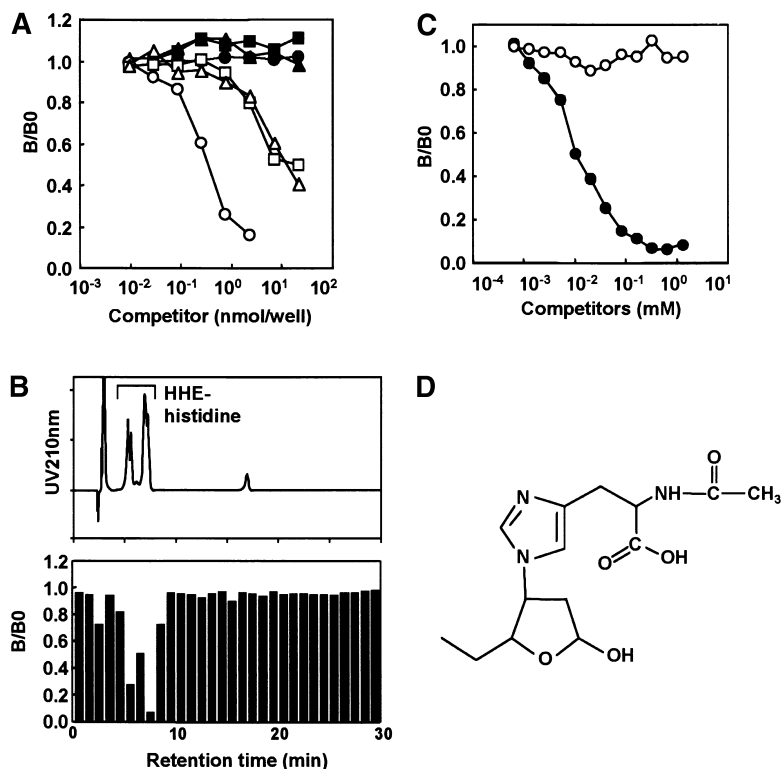 A
1.2
1.0
0.8
0.6
0.4
0.2
0.0
B/B0
10-3 10-2 10-1 100 101 102
Competitor (nmol/well)
C
1.0
0.8
0.6
0.4
0.2
0.0
B/B0
10-4 10-3 10-2 10-1 100 101
Competitors (mM)
B
UV210nm
HHE-
histidine
1.2
1.0
0.8
0.6
0.4
0.2
0.0
B/B0
0 10 20 30
Retention time (min)
D
O
N NH C CH3
C
O OH
N
O OH